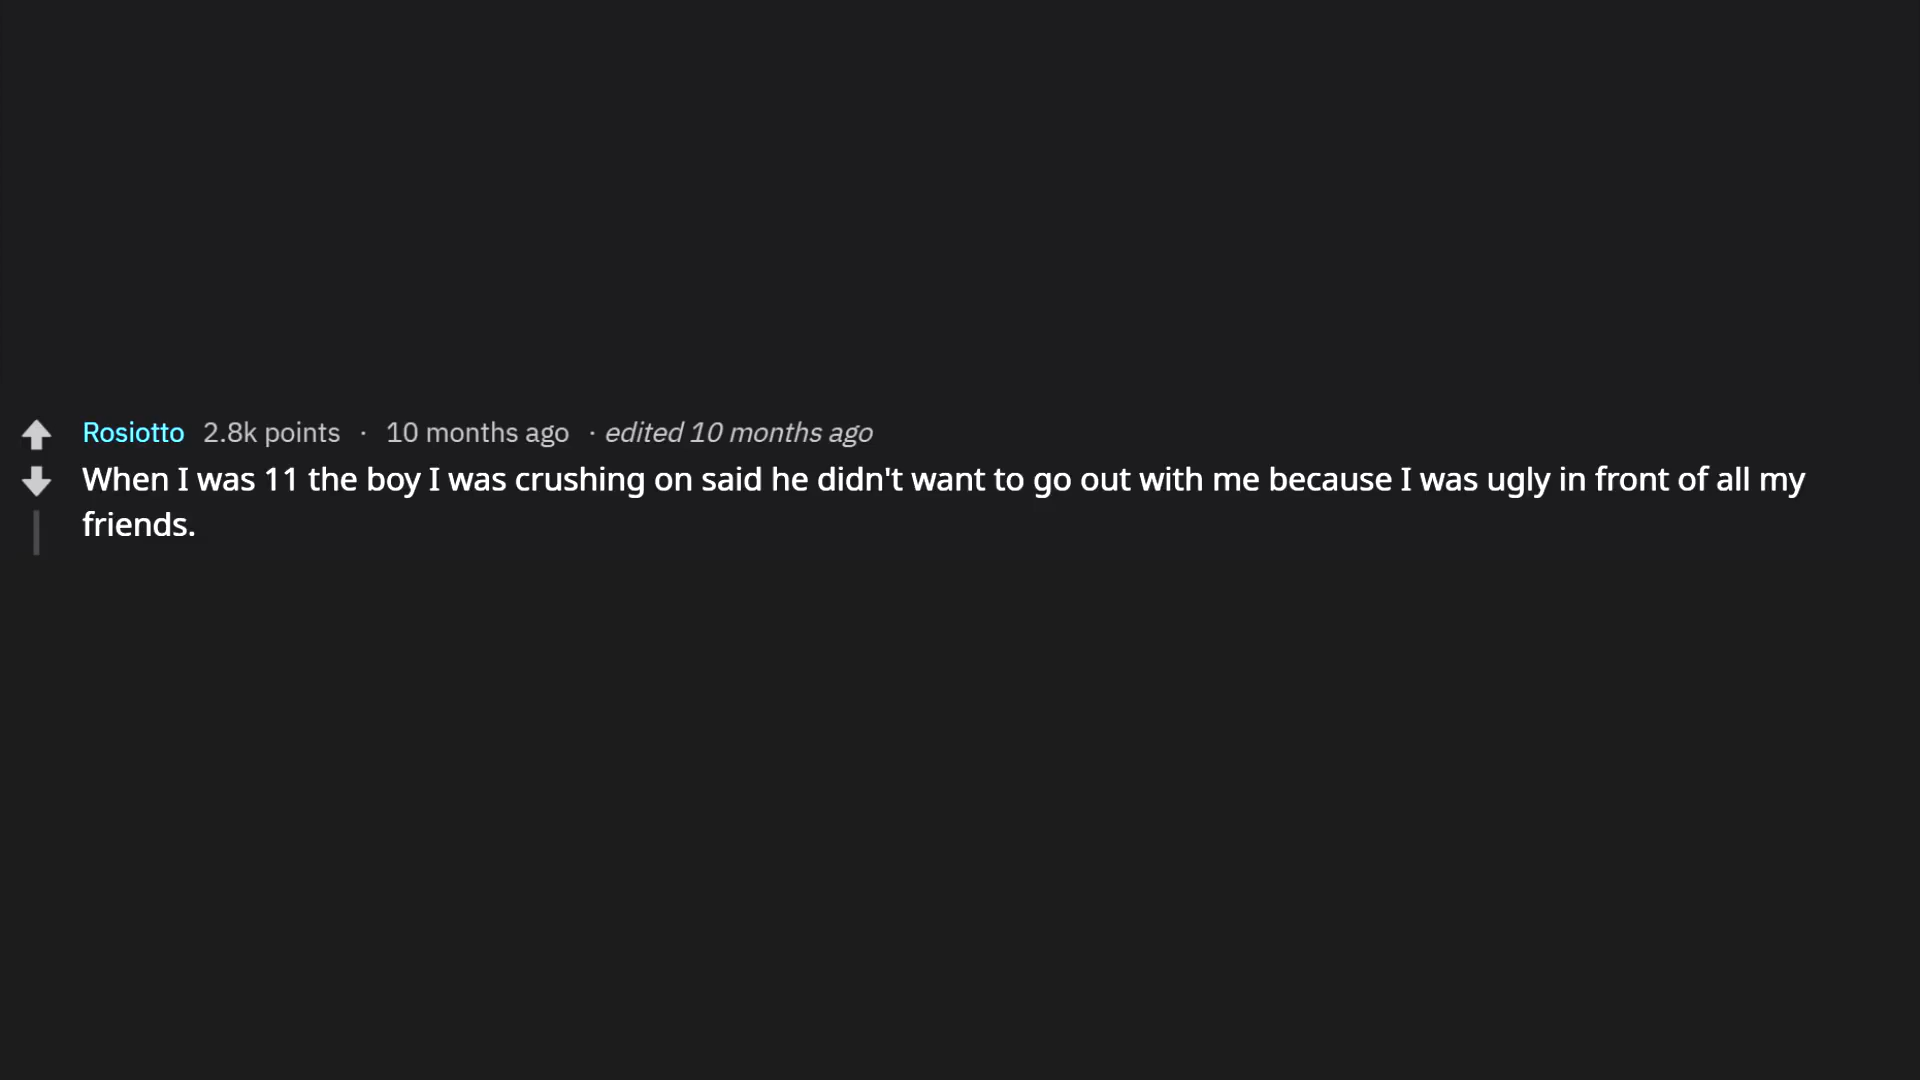 Rosiotto 2.8k points · 10 months ago · edited 10 months ago
When I was 11 the boy I was crushing on said he didn't want to go out with me because I was ugly in front of all my
friends.